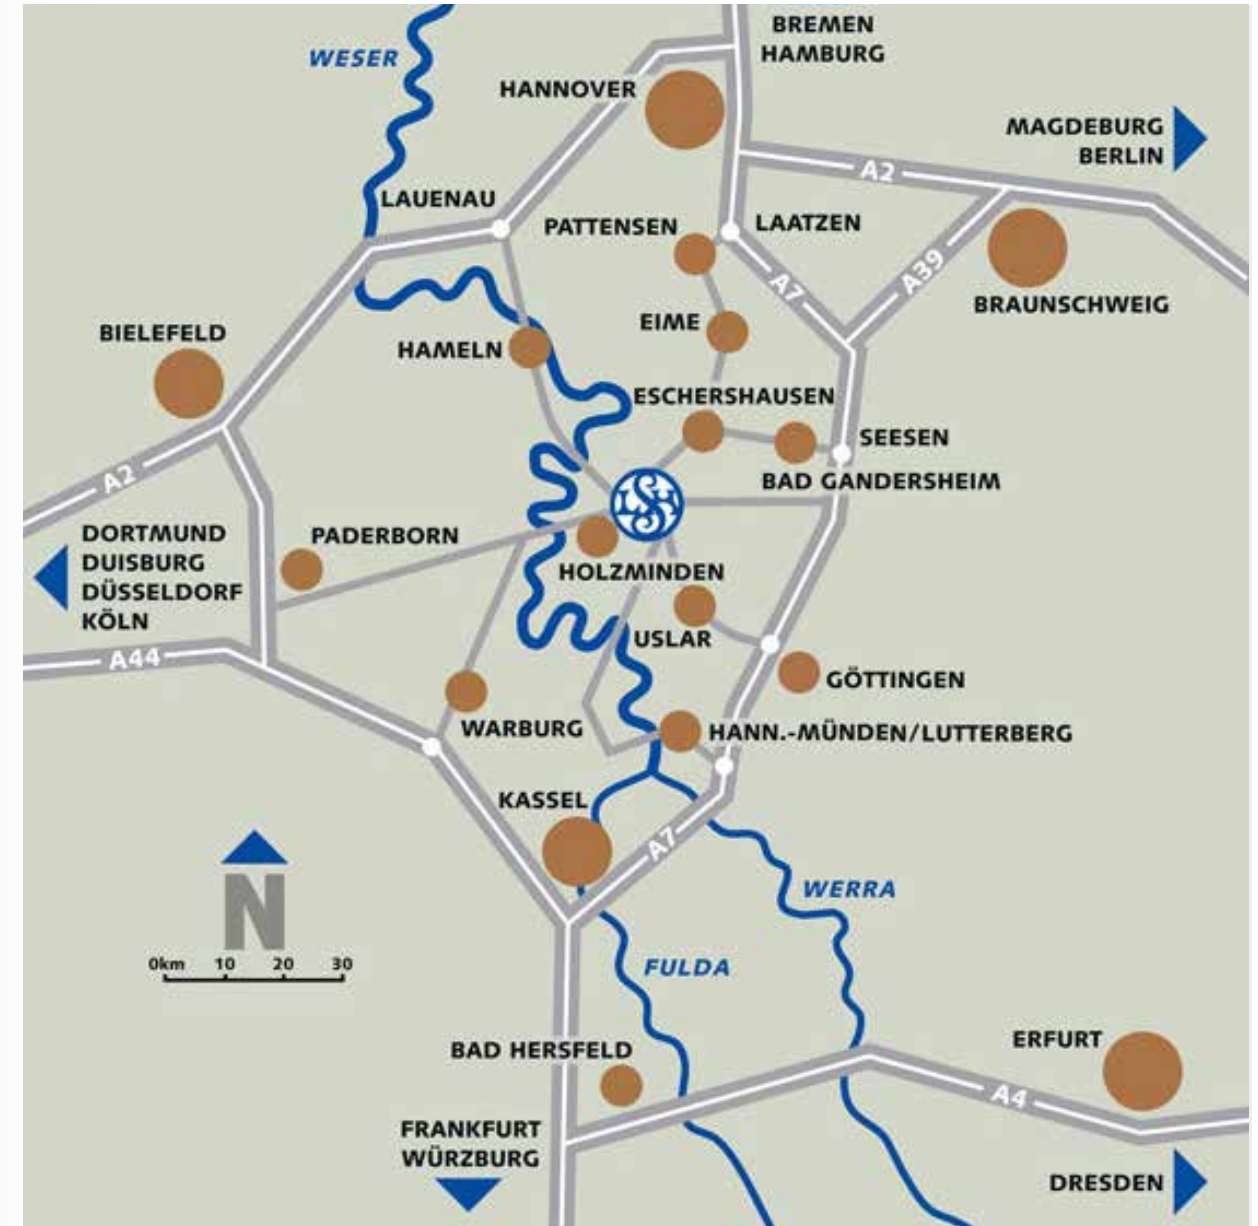 BREMEN
HAMBURG
WESER
HANNOVER
MAGDEBURG
BERLIN
A2
LAUENAU
PATTENSEN
LAATZEN
A39
A7
BRAUNSCHWEIG
EIME
BIELEFELD
HAMELN
ESCHERSHAUSEN
SEESEN
A2
BAD GANDERSHEIM
LSH
DORTMUND
DUISBURG
DÜSSELDORF
KÖLN
PADERBORN
HOLZMINDEN
USLAR
A44
GÖTTINGEN
WARBURG
HANN.-MÜNDEN/LUTTERBERG
KASSEL
A7
WERRA
N
0km 10 20 30
FULDA
BAD HERSFELD
ERFURT
A4
FRANKFURT
WÜRZBURG
DRESDEN